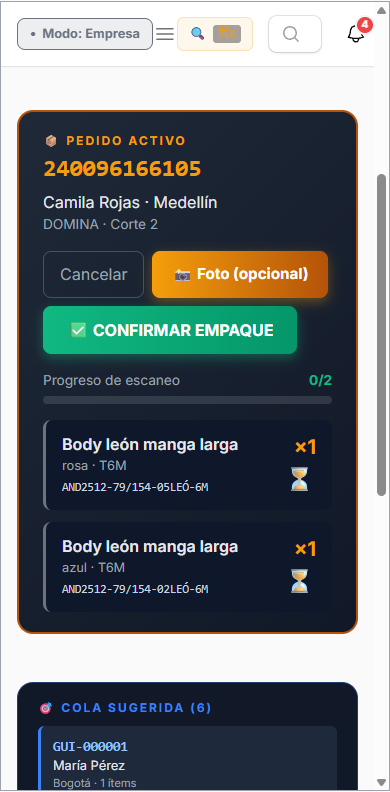 • Modo: Empresa
4
PEDIDO ACTIVO
240096166105
Camila Rojas · Medellín
DOMINA · Corte 2
Cancelar
Foto (opcional)
CONFIRMAR EMPAQUE
Progreso de escaneo 0/2
Body león manga larga ×1
rosa · T6M
AND2512-79/154-05LEÓ-6M
Body león manga larga ×1
azul · T6M
AND2512-79/154-02LEÓ-6M
COLA SUGERIDA (6)
GUI-000001
María Pérez
Bogotá · 1 ítems